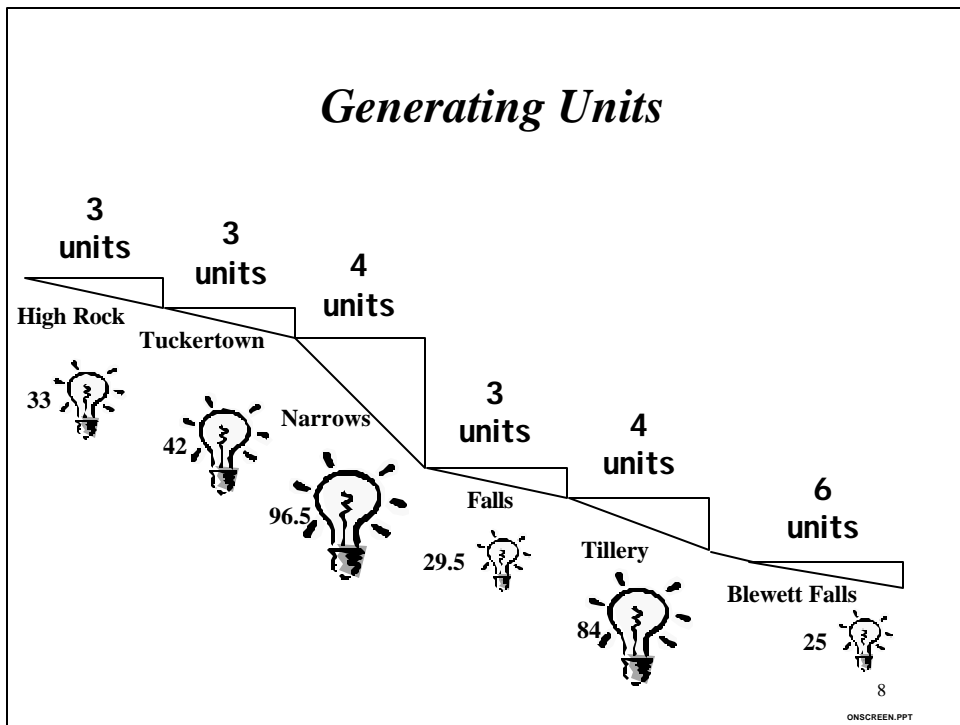 Generating Units
3
units
3
units
4
units
High Rock
Tuckertown
33
42
Narrows
96.5
3
units
4
units
Falls
29.5
6
units
Tillery
84
Blewett Falls
25
8
ONSCREEN.PPT